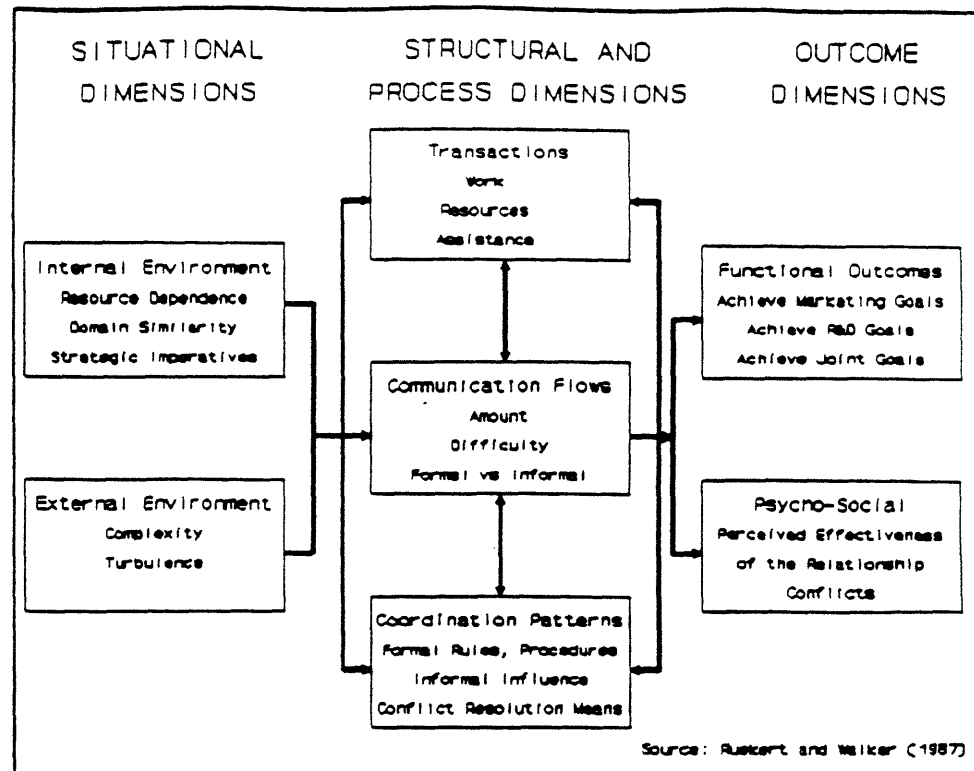 SITUATIONAL
DIMENSIONS
STRUCTURAL AND
PROCESS DIMENSIONS
OUTCOME
DIMENSIONS
Internal Environment
Resource Dependence
Domain Similarity
Strategic Imperatives
External Environment
Complexity
Turbulence
Transactions
Work
Resources
Assistance
Communication Flows
Amount
Difficulty
Formal vs Informal
Coordination Patterns
Formal Rules, Procedures
Informal Influence
Conflict Resolution Means
Functional Outcomes
Achieve Marketing Goals
Achieve R&D Goals
Achieve Joint Goals
Psycho-Social
Perceived Effectiveness
of the Relationship
Conflicts
Source: Ruekert and Walker (1987)